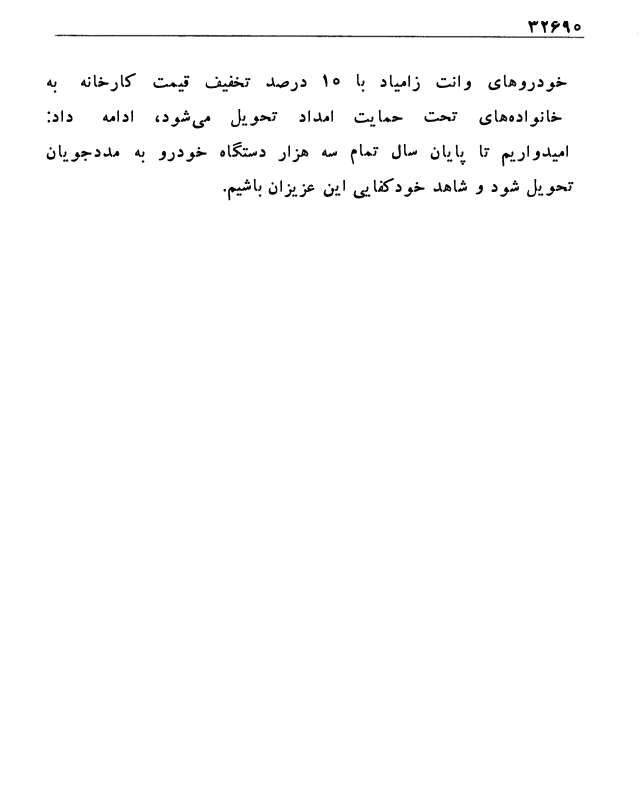 ۳۲۶۹۰
خودروهای وانت زامیاد با ۱۰ درصد تخفیف قیمت کارخانه به
خانواده‌های تحت حمایت امداد تحویل می‌شود، ادامه داد:
امیدواریم تا پایان سال تمام سه هزار دستگاه خودرو به مددجویان
تحویل شود و شاهد خودکفایی این عزیزان باشیم.